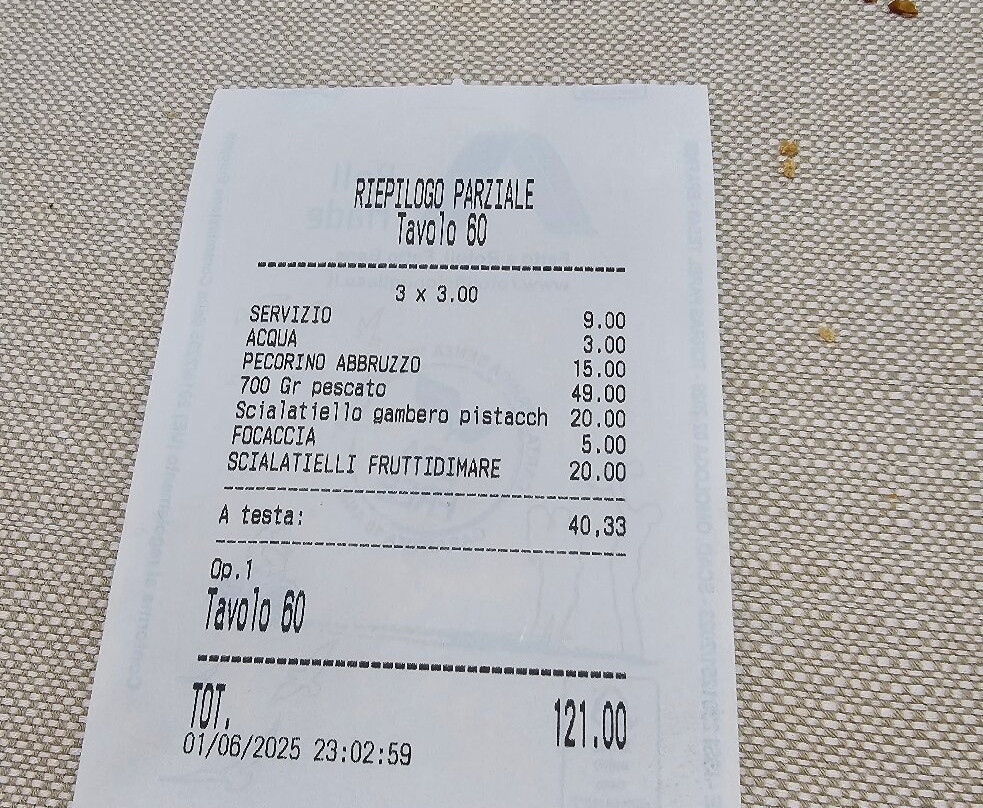 RIEPILOGO PARZIALE
Tavolo 60
3 x 3.00
SERVIZIO 9.00
ACQUA 3.00
PECORINO ABBRUZZO 15.00
700 Gr pescato 49.00
Scialatiello gambero pistacch 20.00
FOCACCIA 5.00
SCIALATIELLI FRUTTIDIMARE 20.00
A testa: 40,33
Op.1
Tavolo 60
TOT. 121.00
01/06/2025 23:02:59